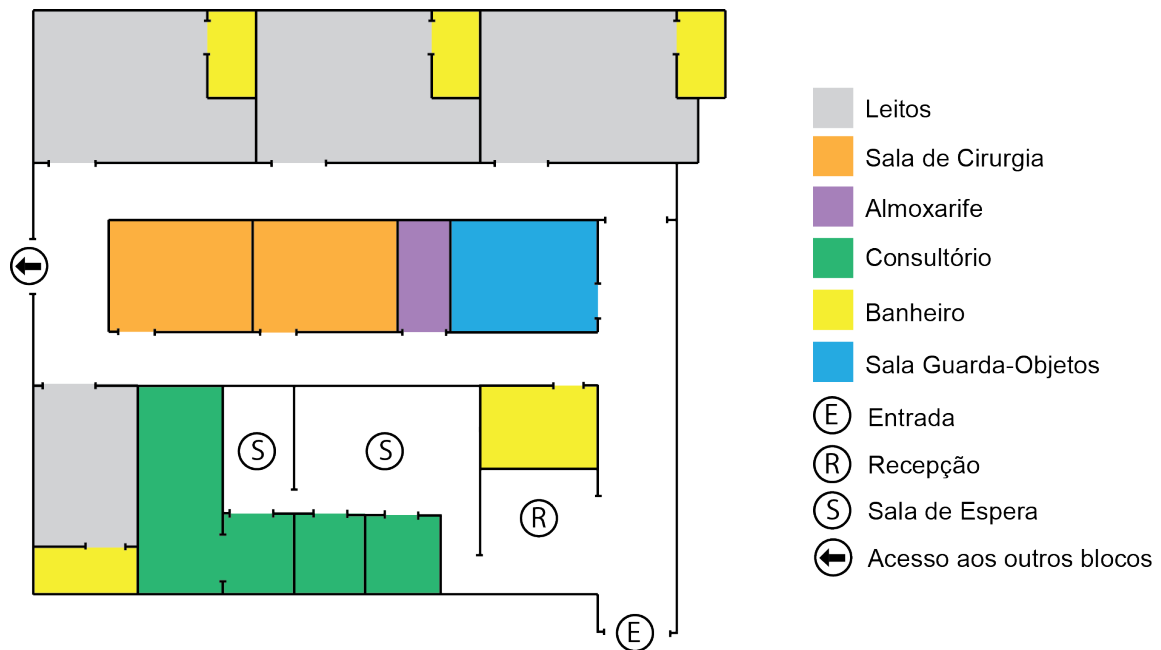 Leitos
Sala de Cirurgia
Almoxarife
Consultório
Banheiro
Sala Guarda-Objetos
S
S
E Entrada
R Recepção
R
S Sala de Espera
Acesso aos outros blocos
E